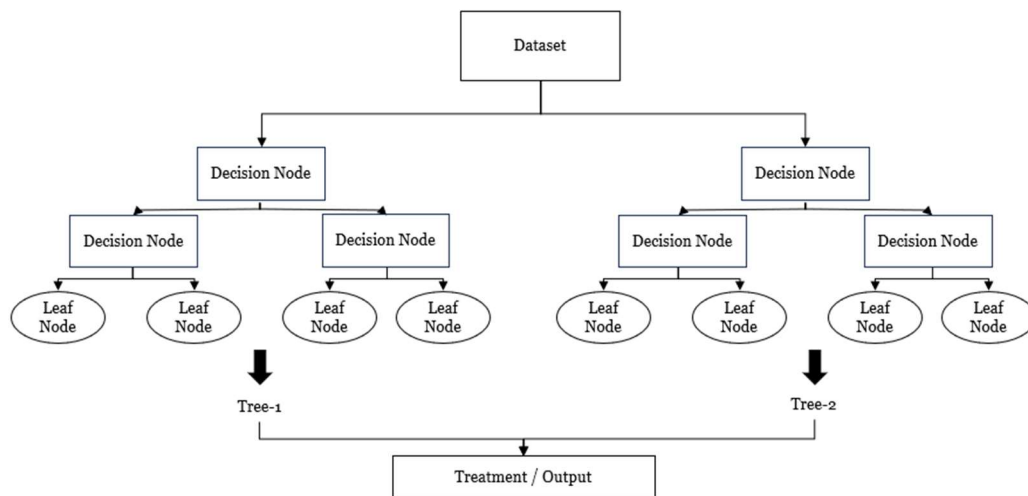 Dataset
Decision Node
Decision Node
Decision Node
Decision Node
Decision Node
Decision Node
Leaf
Node
Leaf
Node
Leaf
Node
Leaf
Node
Leaf
Node
Leaf
Node
Leaf
Node
Leaf
Node
Tree-1
Tree-2
Treatment / Output